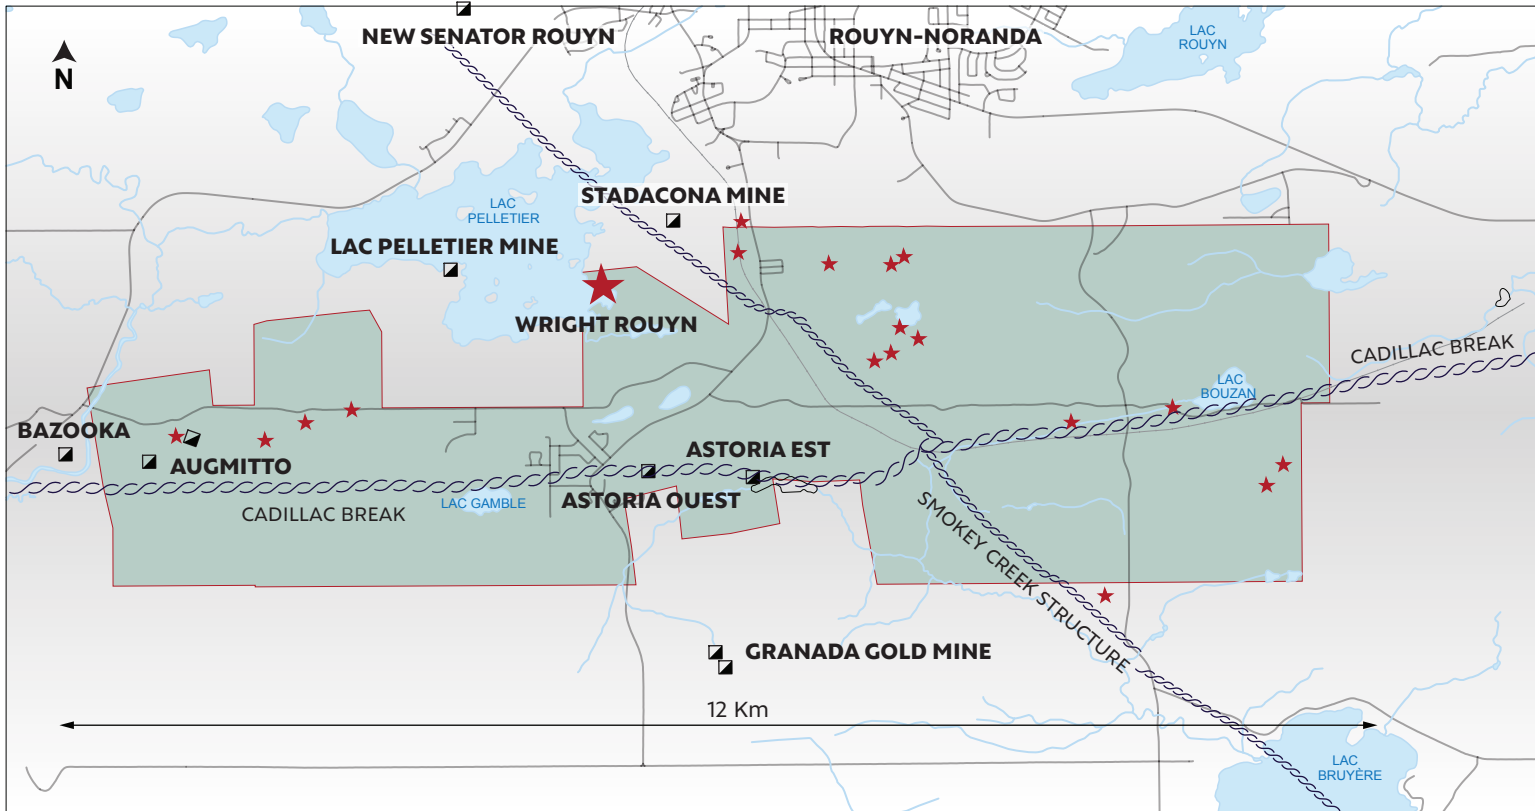 NEW SENATOR ROUYN
ROUYN-NORANDA
LAC
ROUYN
N
STADACONA MINE
LAC
PELLETIER
LAC PELLETIER MINE
WRIGHT ROUYN
CADILLAC BREAK
LAC
BOUZAN
BAZOOKA
AUGMITTO
ASTORIA EST
ASTORIA OUEST
LAC GAMBLE
CADILLAC BREAK
SMOKEY CREEK STRUCTURE
GRANADA GOLD MINE
12 Km
LAC
BRUYÈRE